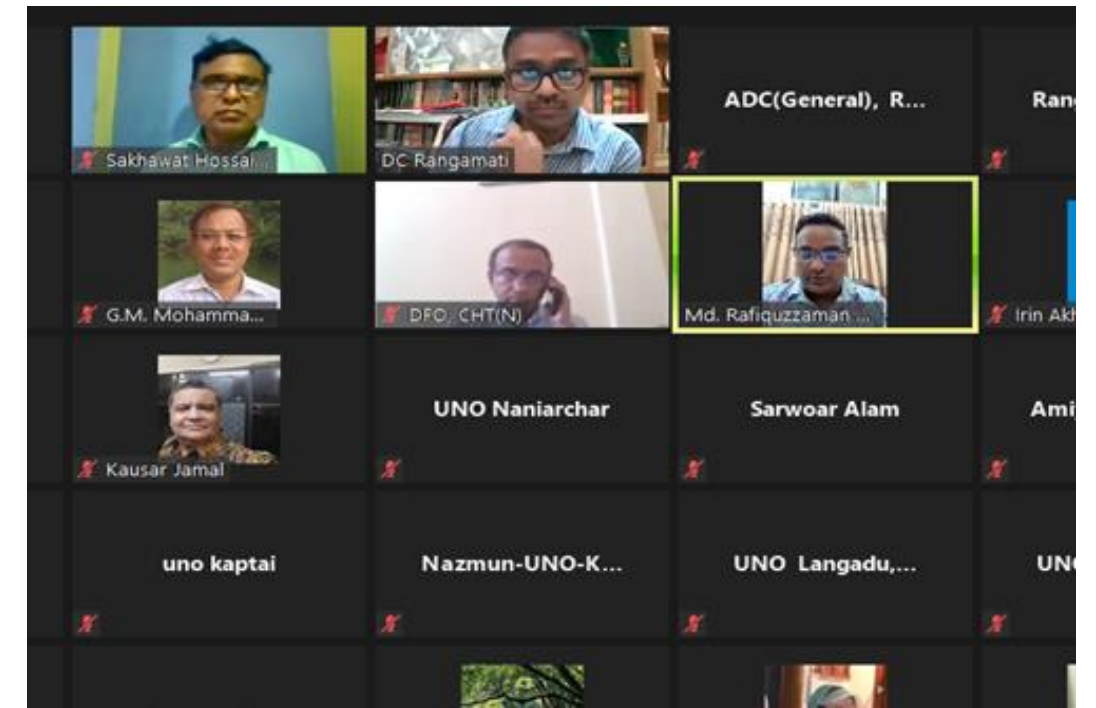 Sakhawat Hossai...
DC Rangamati
ADC(General), R...
Ran
G.M. Mohamma...
DFO, CHT(N)
Md. Rafiquzzaman ...
Irin Akh
Kausar Jamal
UNO Naniarchar
Sarwoar Alam
Ami
uno kaptai
Nazmun-UNO-K...
UNO Langadu,...
UN